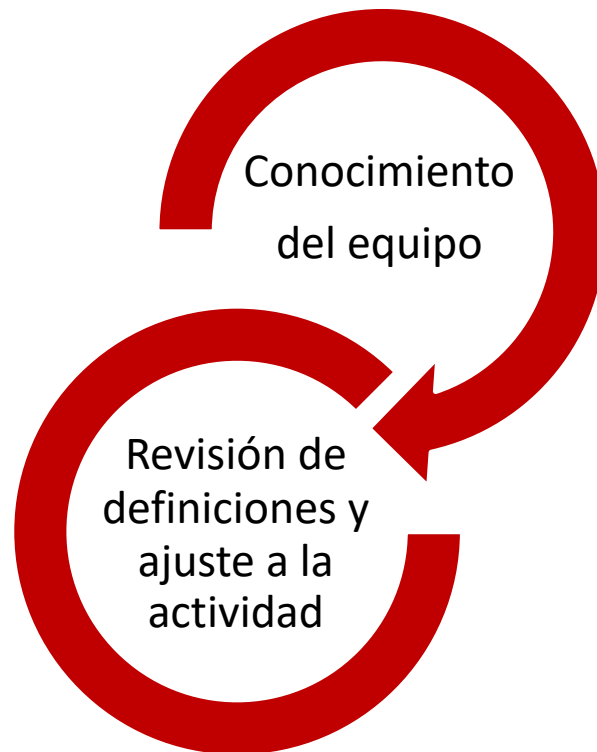 Conocimiento
del equipo
Revisión de
definiciones y
ajuste a la
actividad